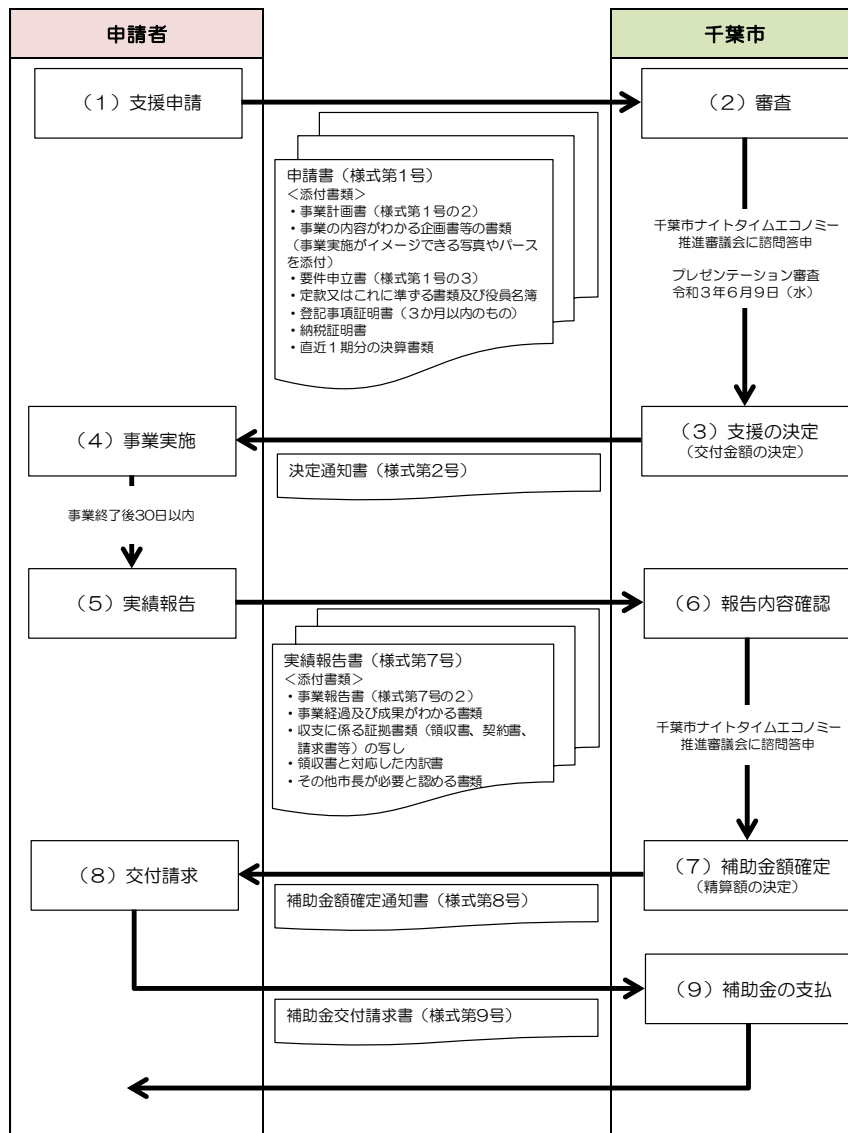 申請者
千葉市
（１）支援申請
（２）審査
申請書（様式第1号）
＜添付書類＞
・事業計画書（様式第１号の２）
・事業の内容がわかる企画書等の書類
（事業実施がイメージできる写真やパース
を添付）
・要件申立書（様式第1号の３）
・定款又はこれに準ずる書類及び役員名簿
・登記事項証明書（３か月以内のもの）
・納税証明書
・直近１期分の決算書類
千葉市ナイトタイムエコノミー
推進審議会に諮問答申
プレゼンテーション審査
令和３年６月９日（水）
（４）事業実施
（３）支援の決定
（交付金額の決定）
決定通知書（様式第2号）
事業終了後30日以内
（５）実績報告
（６）報告内容確認
実績報告書（様式第7号）
＜添付書類＞
・事業報告書（様式第7号の２）
・事業経過及び成果がわかる書類
・収支に係る証拠書類（領収書、契約書、
請求書等）の写し
・領収書と対応した内訳書
・その他市長が必要と認める書類
千葉市ナイトタイムエコノミー
推進審議会に諮問答申
（８）交付請求
（７）補助金額確定
（精算額の決定）
補助金額確定通知書（様式第8号）
（９）補助金の支払
補助金交付請求書（様式第9号）